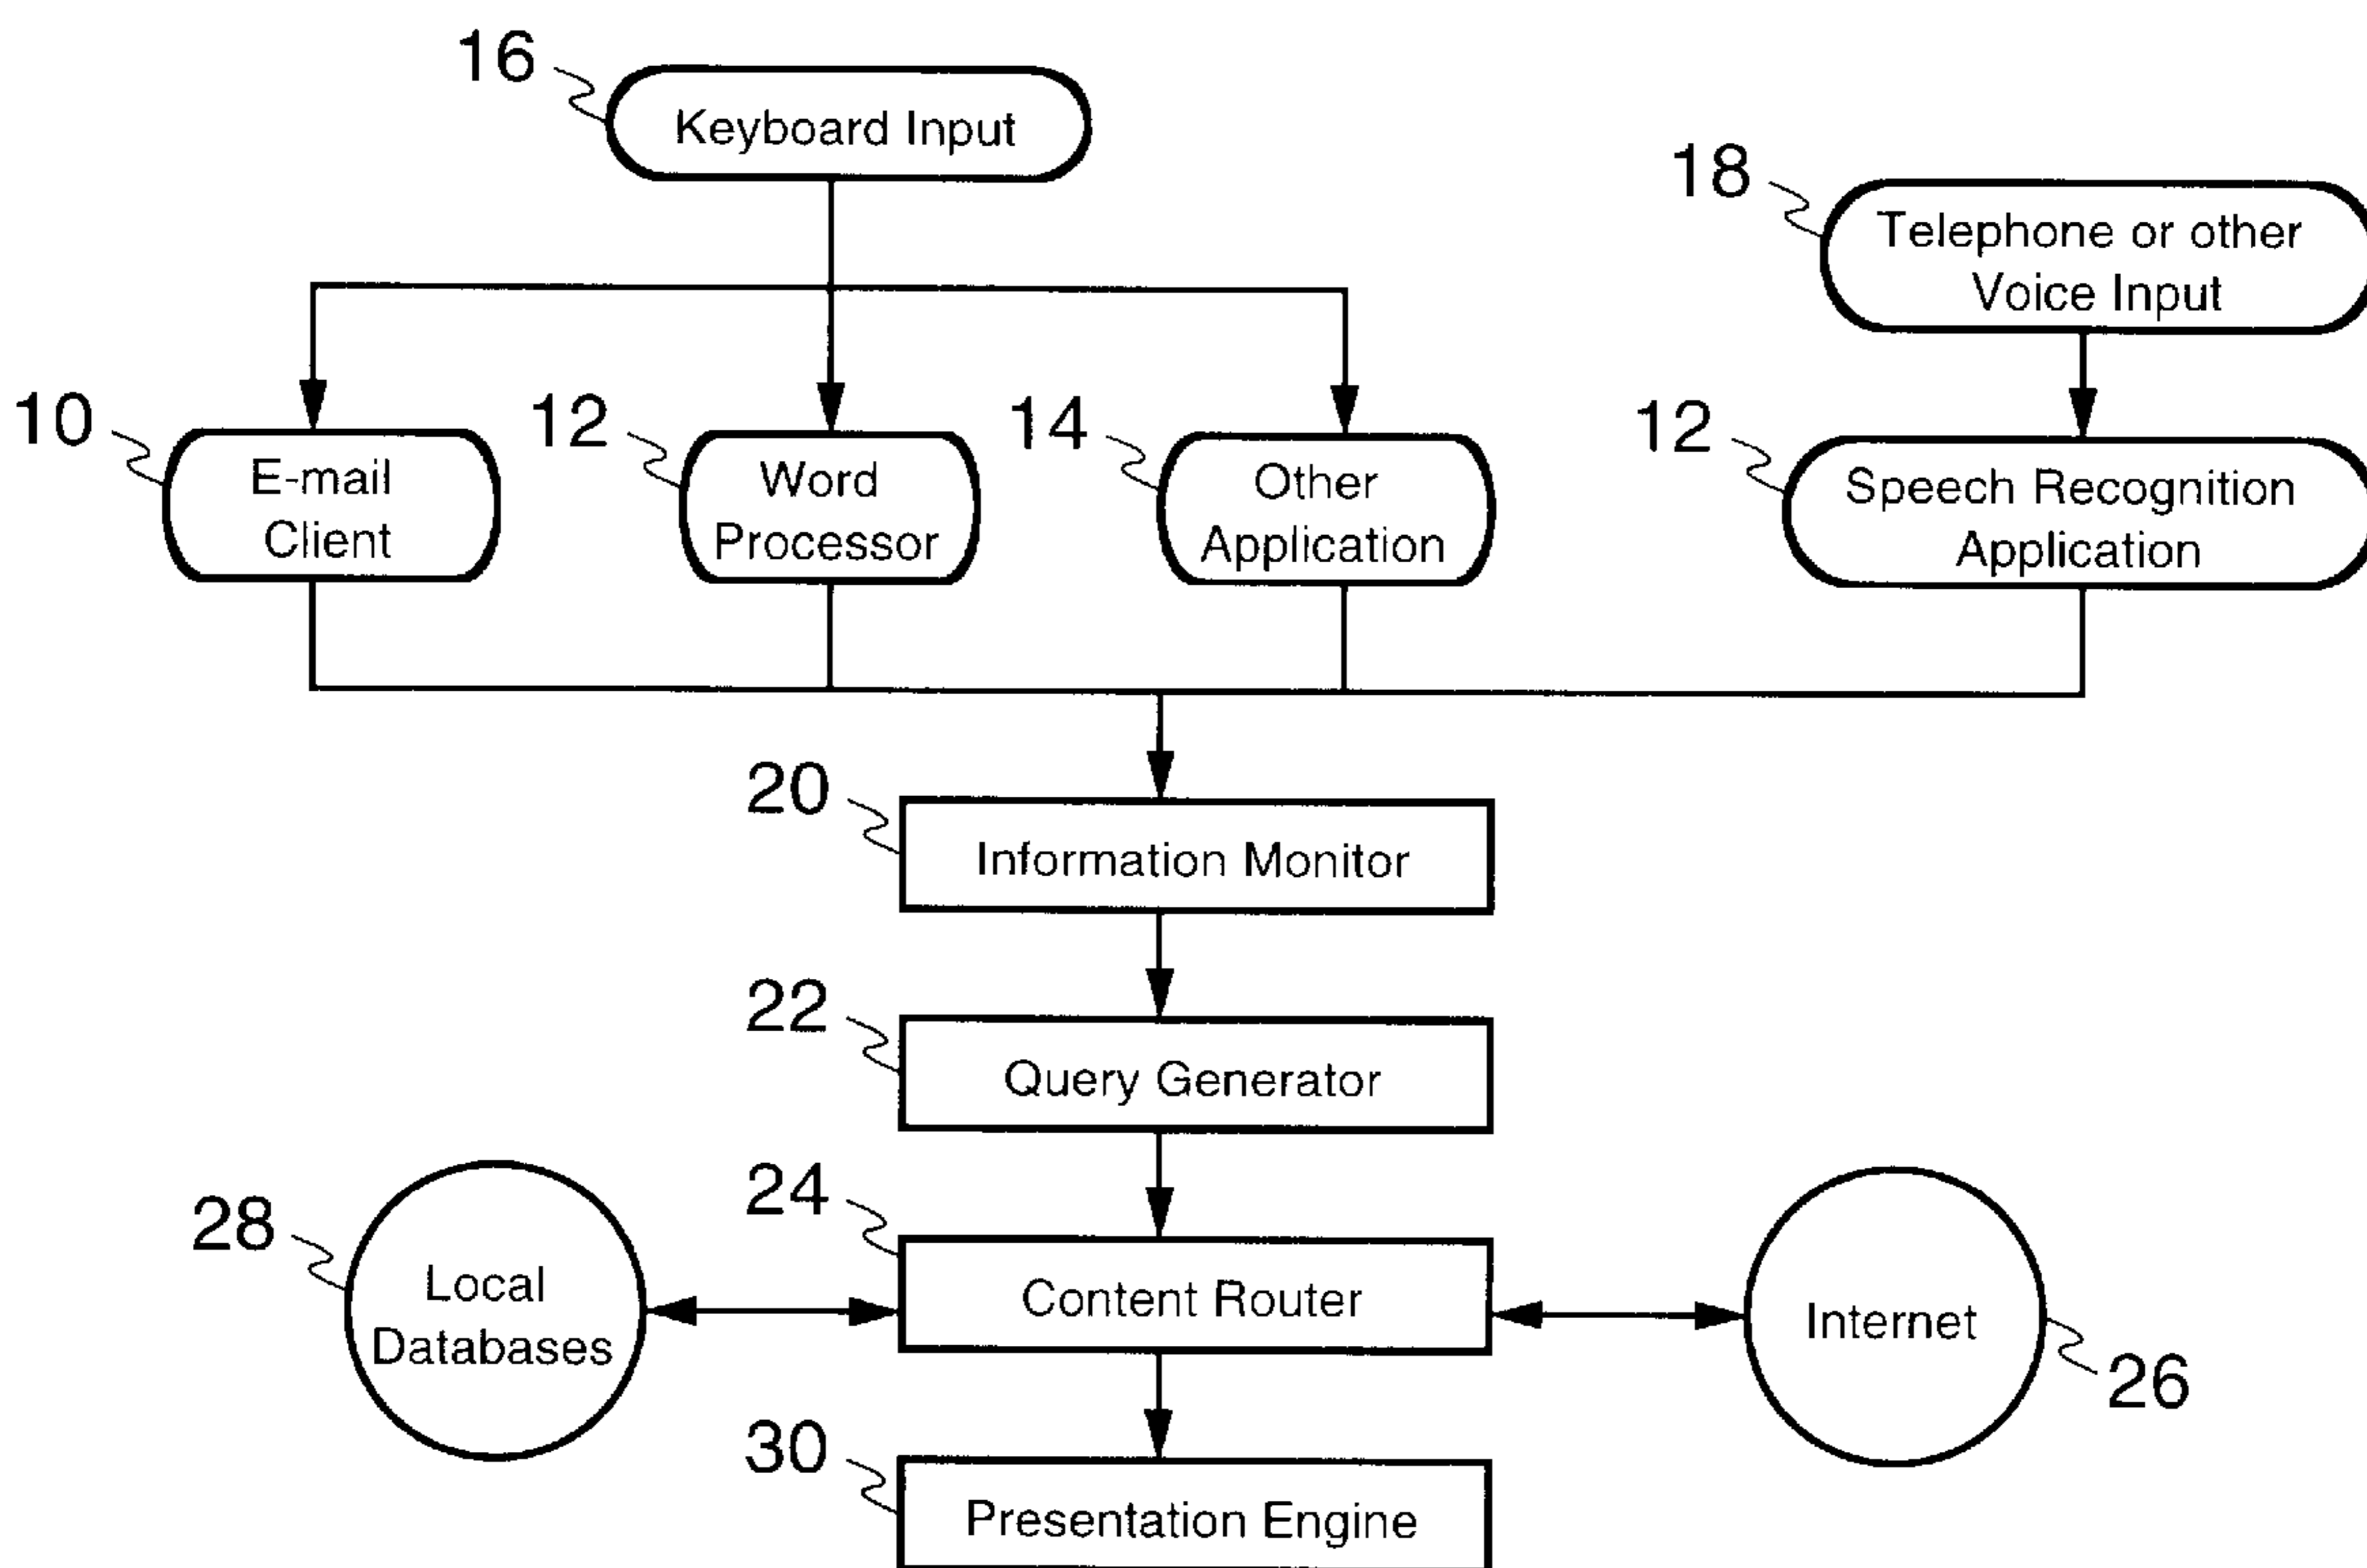 16
Keyboard Input
18
Telephone or other
Voice Input
10
E-mail
Client
12
Word
Processor
14
Other
Application
12
Speech Recognition
Application
20
Information Monitor
22
Query Generator
24
Content Router
28
Local
Databases
Internet
26
30
Presentation Engine